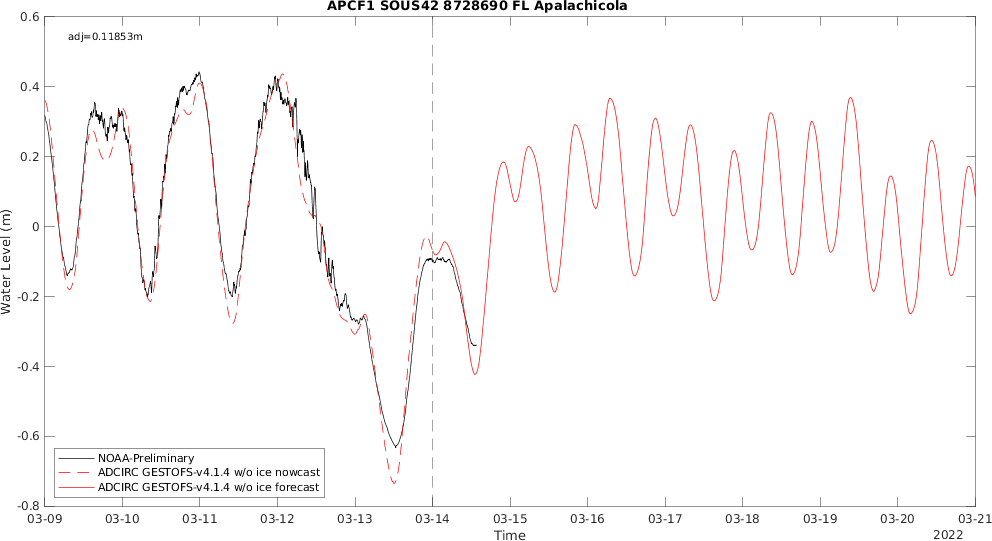 APCF1 SOUS42 8728690 FL Apalachicola
adj=0.11853m
0.6
0.4
0.2
0
-0.2
-0.4
-0.6
-0.8
Water Level (m)
NOAA-Preliminary
ADCIRC GESTOFS-v4.1.4 w/o ice nowcast
ADCIRC GESTOFS-v4.1.4 w/o ice forecast
03-09 03-10 03-11 03-12 03-13 03-14 03-15 03-16 03-17 03-18 03-19 03-20 03-21
Time
2022